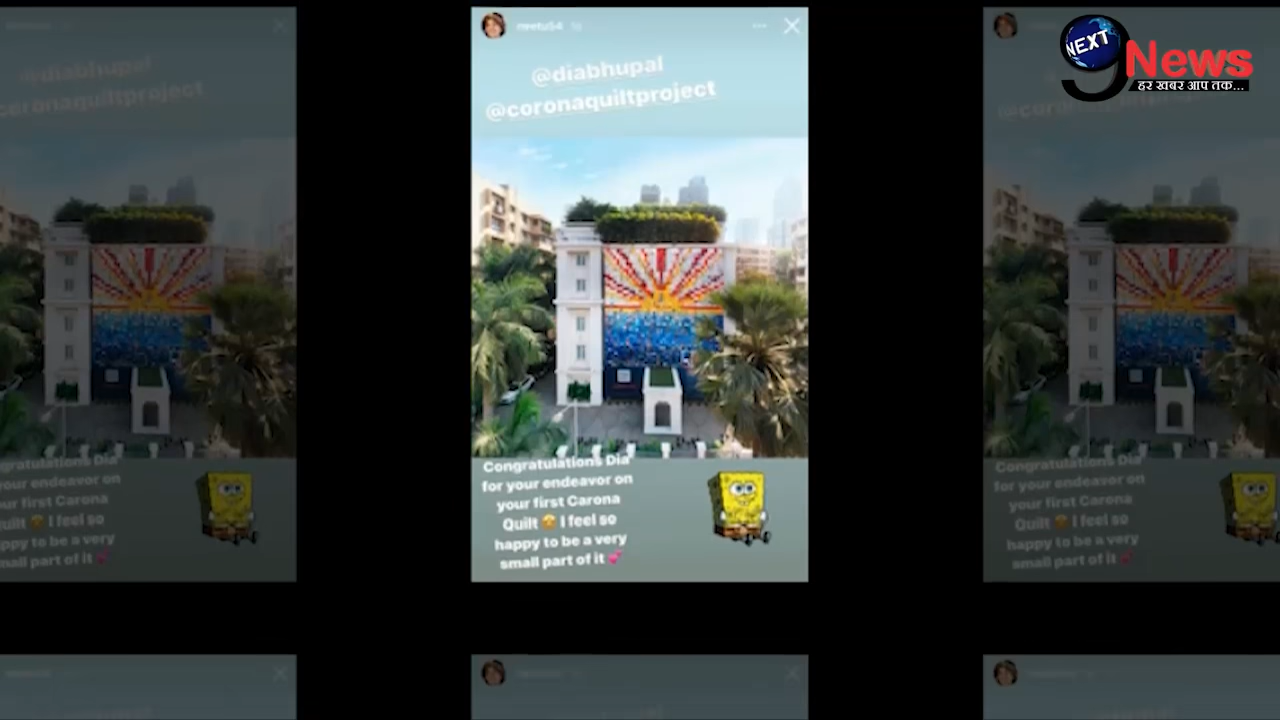 neetu54
@diabhupal
@coronaquiltproject
Congratulations Dia
for your endeavor on
your first Carona
Quilt 🤩 I feel so
happy to be a very
small part of it 💕
NEXT
9News
हर खबर आप तक...